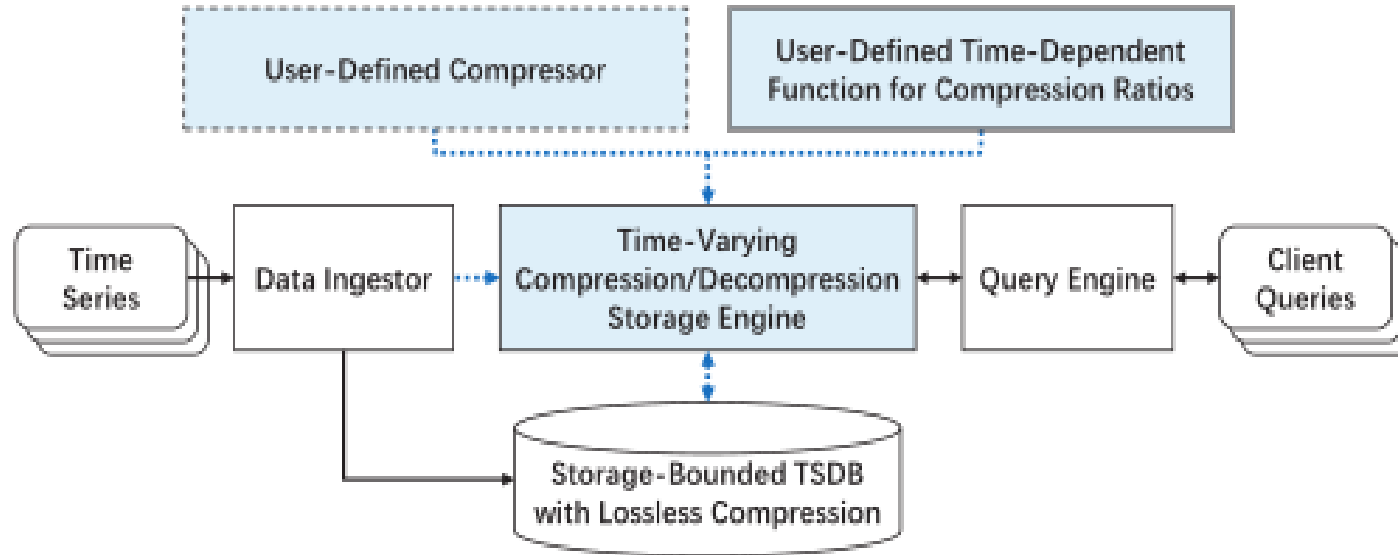 User-Defined Compressor
User-Defined Time-Dependent
Function for Compression Ratios
Time
Series
Data Ingestor
Time-Varying
Compression/Decompression
Storage Engine
Query Engine
Client
Queries
Storage-Bounded TSDB
with Lossless Compression